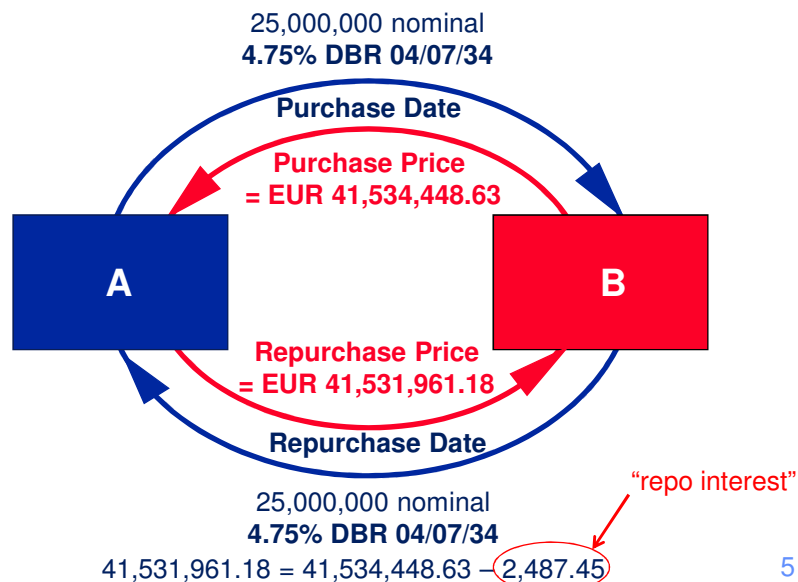 25,000,000 nominal
4.75% DBR 04/07/34
Purchase Date
Purchase Price
= EUR 41,534,448.63
A
B
Repurchase Price
= EUR 41,531,961.18
Repurchase Date
“repo interest”
25,000,000 nominal
4.75% DBR 04/07/34
41,531,961.18 = 41,534,448.63 – 2,487.45
5